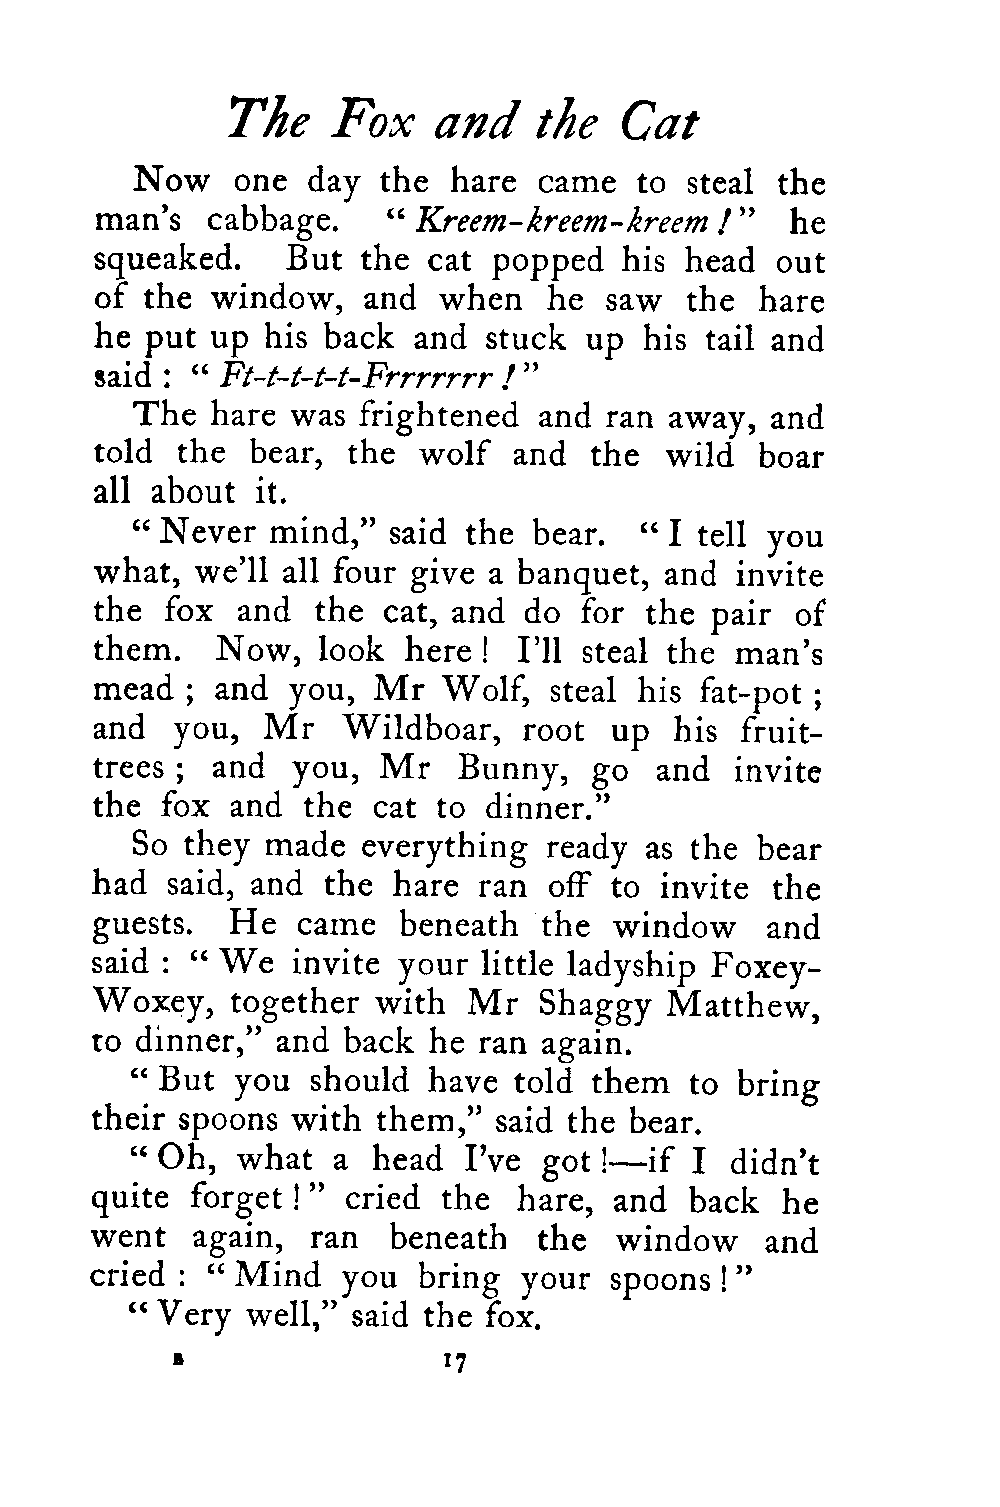 The Fox and the Cat
Now one day the hare came to steal the
man's cabbage. “ Kreem-kreem-kreem ! ” he
squeaked. But the cat popped his head out
of the window, and when he saw the hare
he put up his back and stuck up his tail and
said : “ Ft-t-t-t-t-Frrrrrrr ! ”
The hare was frightened and ran away, and
told the bear, the wolf and the wild boar
all about it.
“ Never mind,” said the bear. “ I tell you
what, we'll all four give a banquet, and invite
the fox and the cat, and do for the pair of
them. Now, look here ! I'll steal the man's
mead ; and you, Mr Wolf, steal his fat-pot ;
and you, Mr Wildboar, root up his fruit-
trees ; and you, Mr Bunny, go and invite
the fox and the cat to dinner.”
So they made everything ready as the bear
had said, and the hare ran off to invite the
guests. He came beneath the window and
said : “ We invite your little ladyship Foxey-
Woxey, together with Mr Shaggy Matthew,
to dinner,” and back he ran again.
“ But you should have told them to bring
their spoons with them,” said the bear.
“ Oh, what a head I've got !—if I didn't
quite forget ! ” cried the hare, and back he
went again, ran beneath the window and
cried : “ Mind you bring your spoons ! ”
“ Very well,” said the fox.
B 17